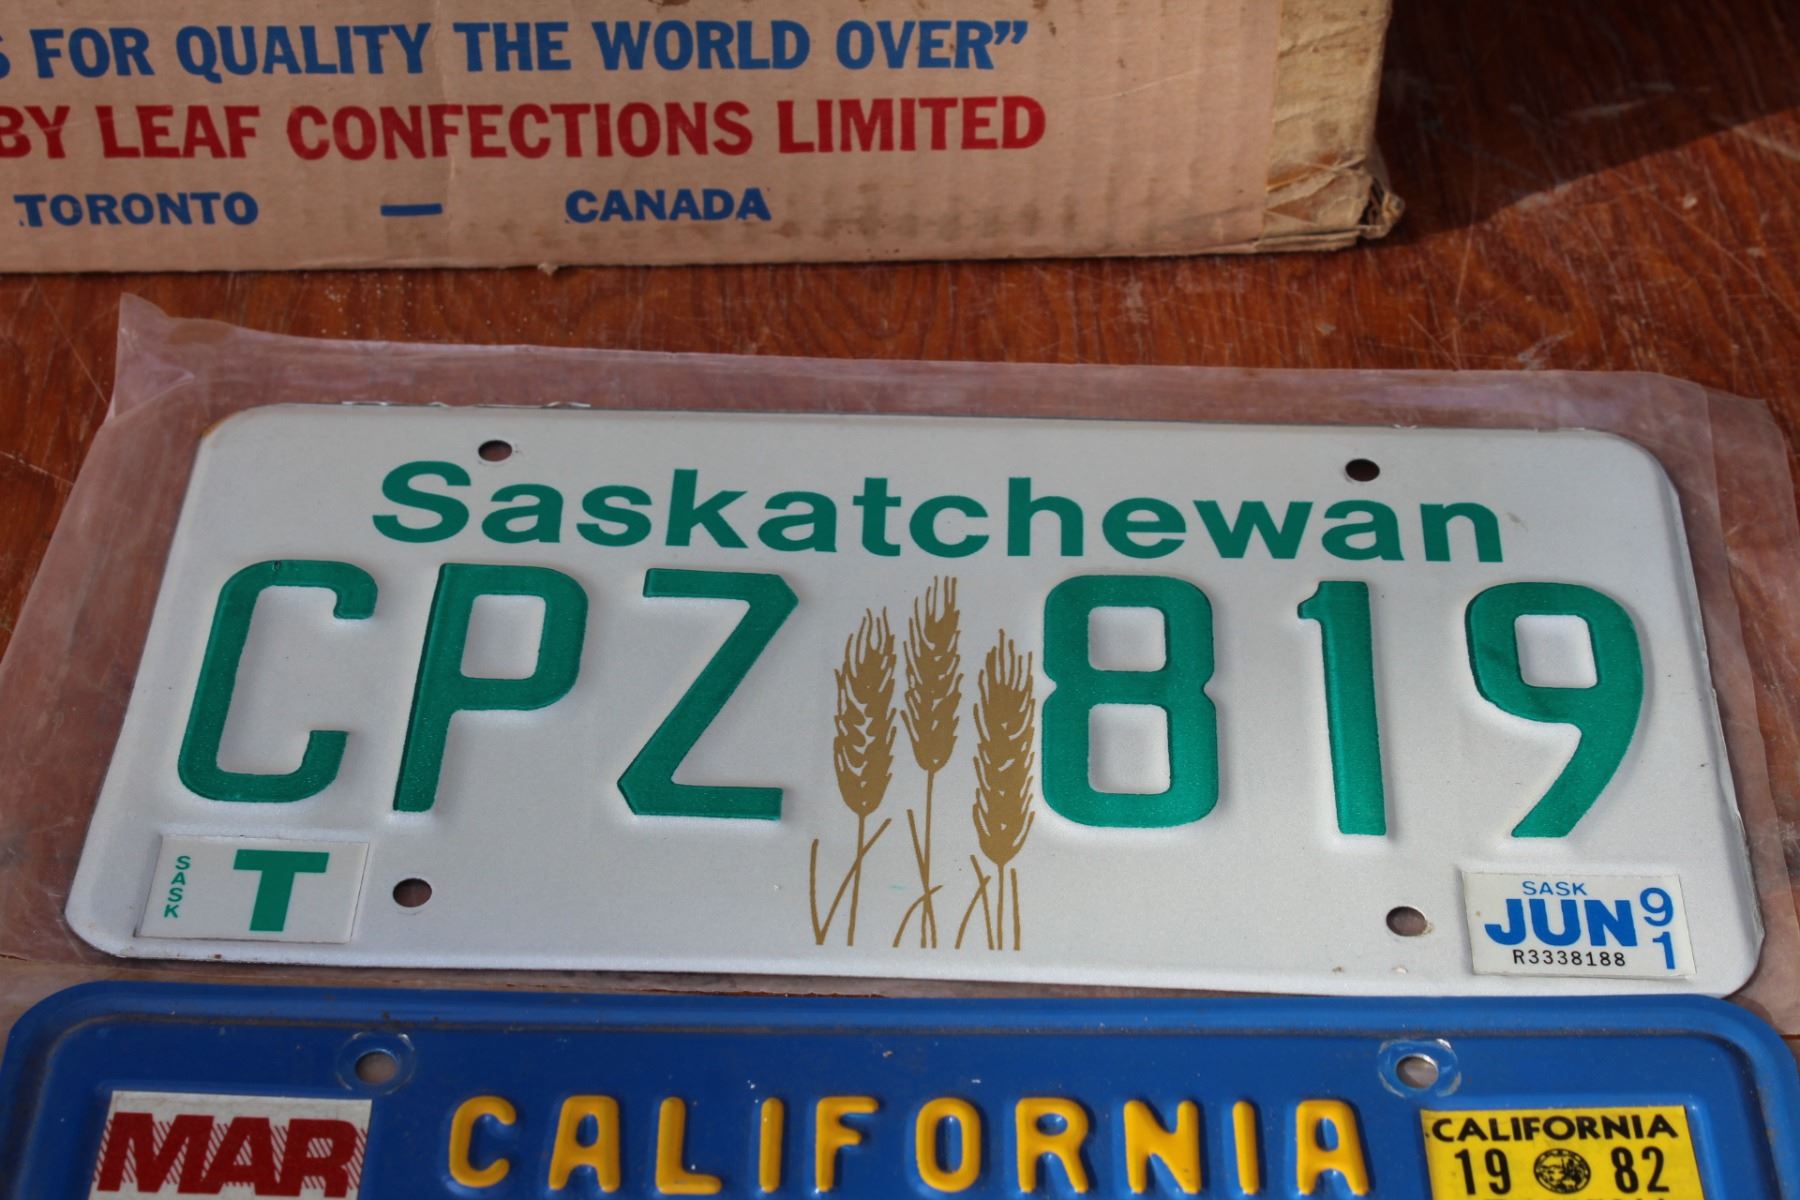 FOR QUALITY THE WORLD OVER”
BY LEAF CONFECTIONS LIMITED
TORONTO — CANADA
Saskatchewan
CPZ 819
SASK T
SASK
JUN 91
R3338188
MAR
CALIFORNIA
CALIFORNIA
19 82